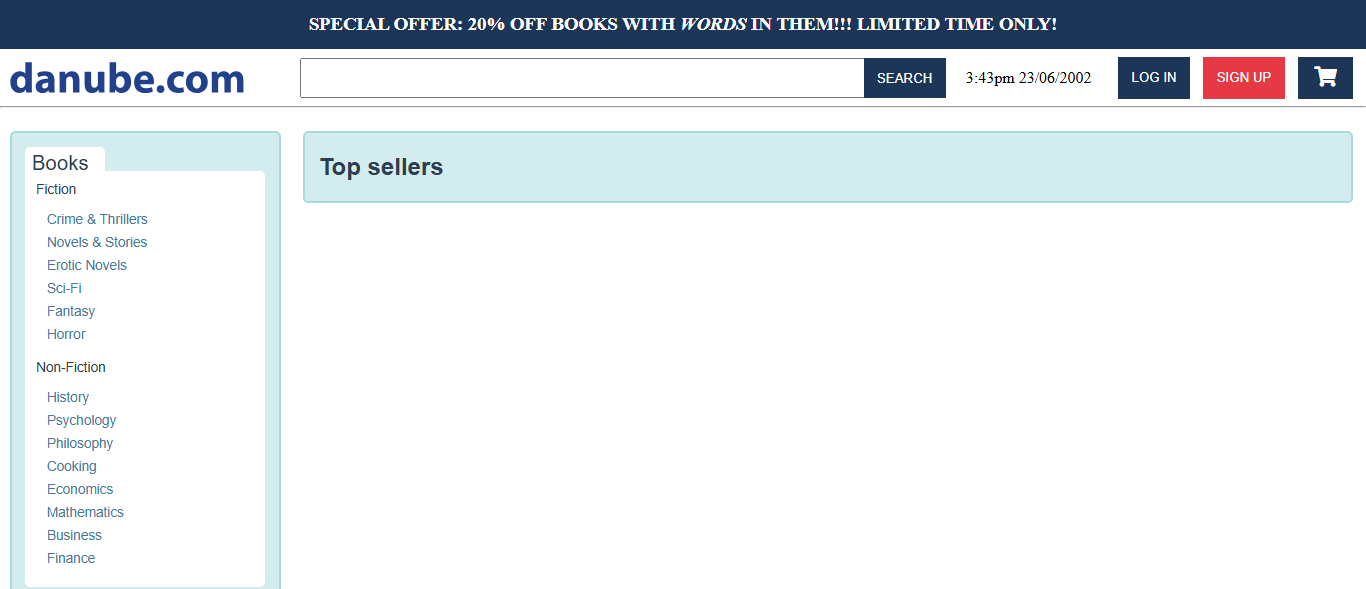 SPECIAL OFFER: 20% OFF BOOKS WITH WORDS IN THEM!!! LIMITED TIME ONLY!
danube.com
SEARCH
3:43pm 23/06/2002
LOG IN
SIGN UP
Books
Fiction
Crime & Thrillers
Novels & Stories
Erotic Novels
Sci-Fi
Fantasy
Horror
Non-Fiction
History
Psychology
Philosophy
Cooking
Economics
Mathematics
Business
Finance
Top sellers